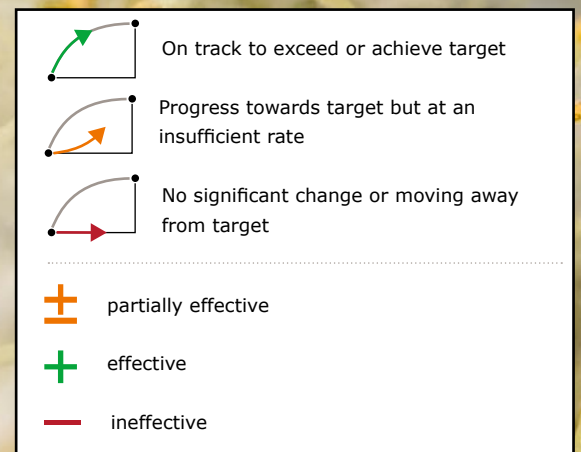 On track to exceed or achieve target
Progress towards target but at an
insufficient rate
No significant change or moving away
from target
± partially effective
+ effective
− ineffective